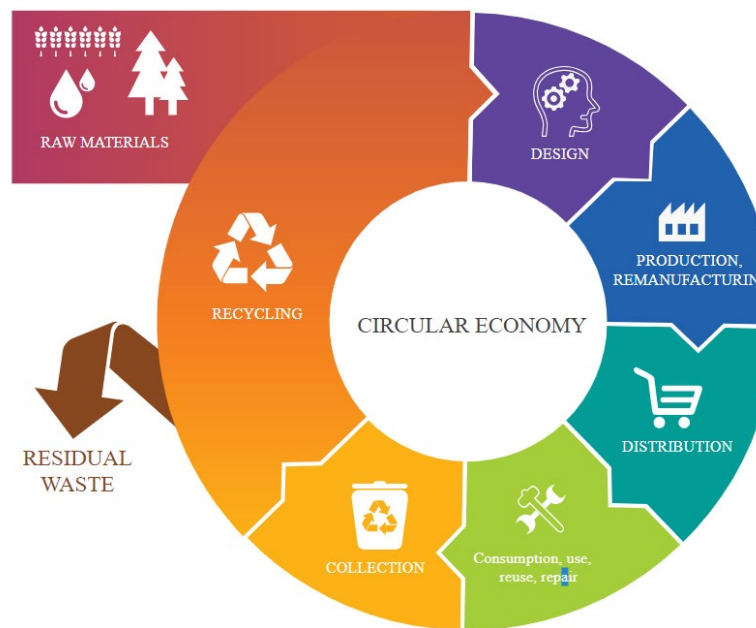 RAW MATERIALS
DESIGN
PRODUCTION,
REMANUFACTURIN
RECYCLING
CIRCULAR ECONOMY
DISTRIBUTION
RESIDUAL
WASTE
COLLECTION
Consumption, use,
reuse, repair